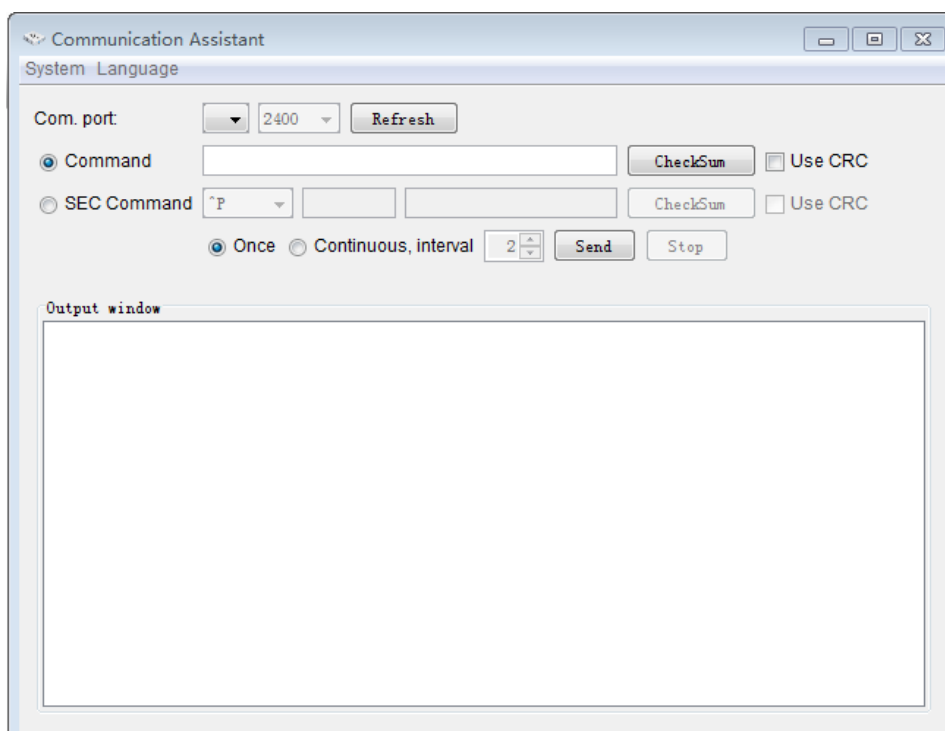 Communication Assistant
System Language
Com. port: 2400 Refresh
Command CheckSum Use CRC
SEC Command ^P CheckSum Use CRC
Once Continuous, interval 2 Send Stop
Output window